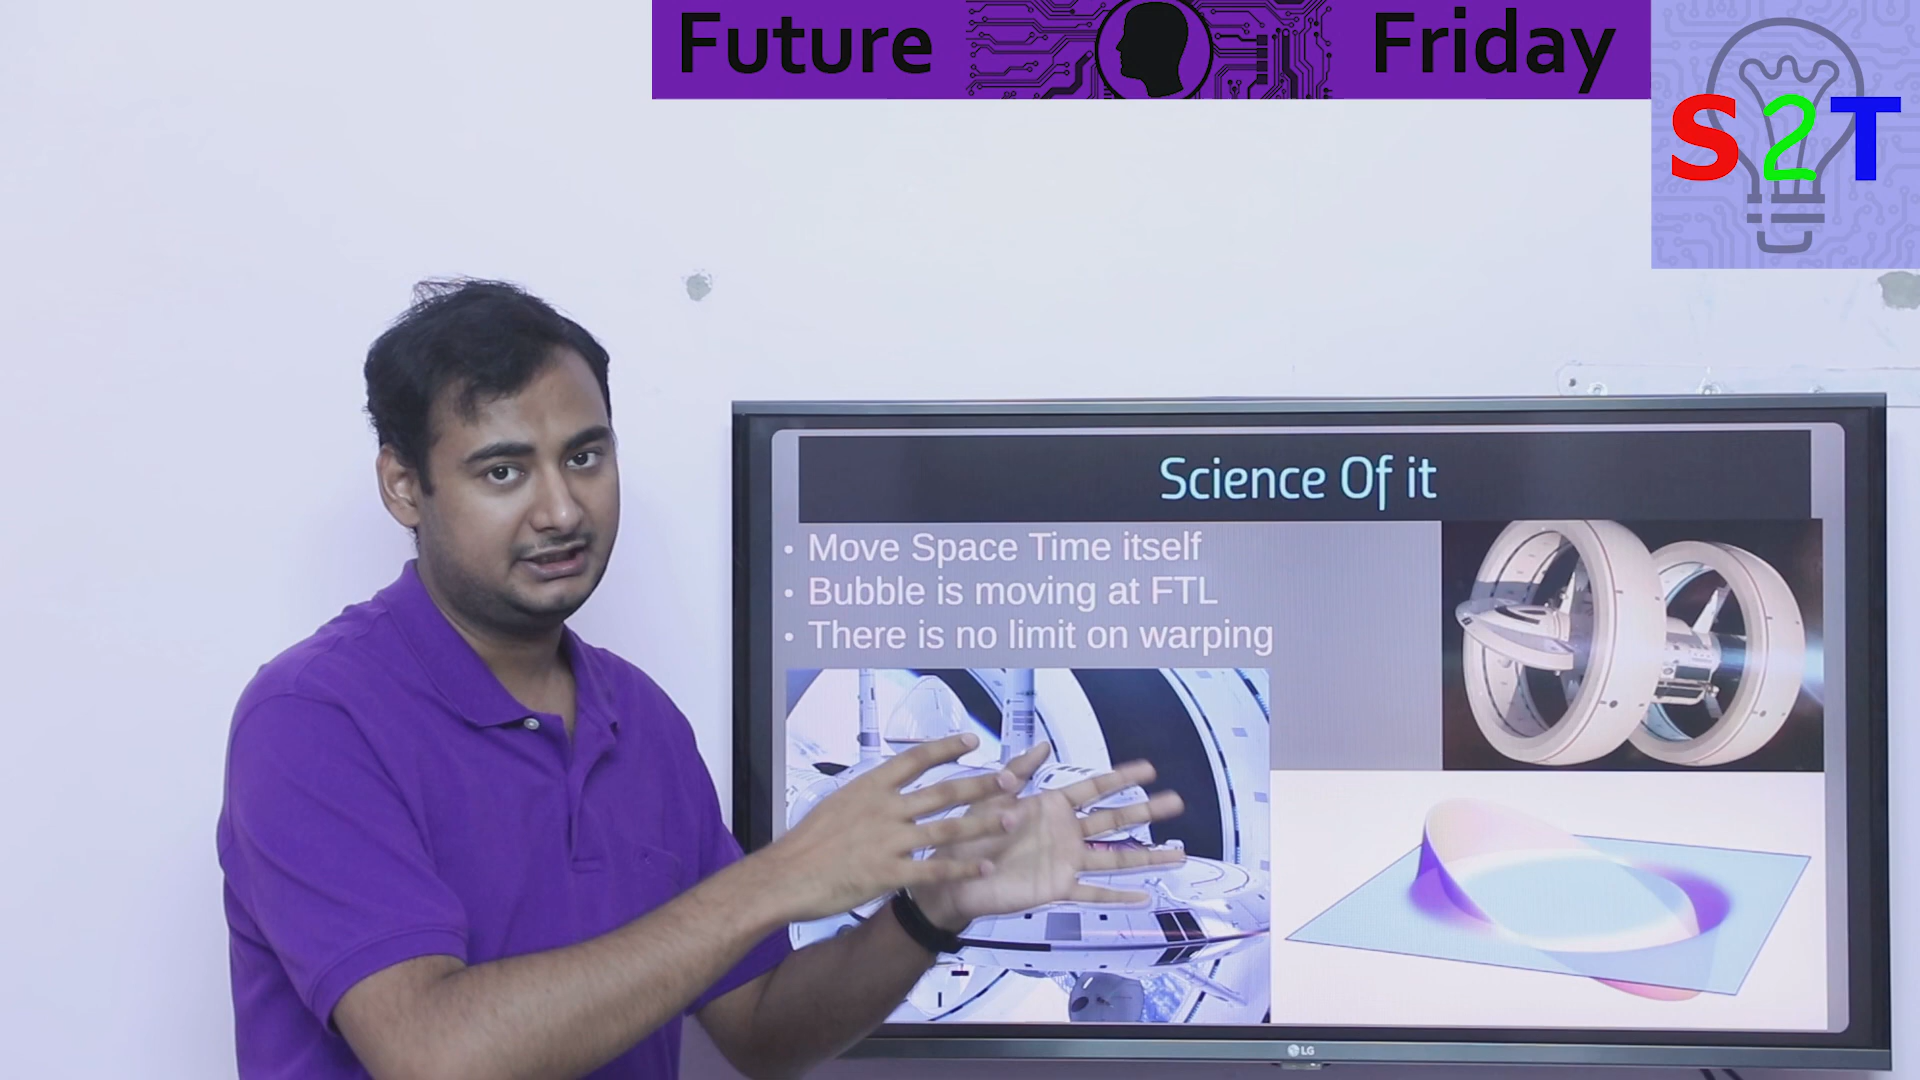 Future Friday
S2T
Science Of it
• Move Space Time itself
• Bubble is moving at FTL
• There is no limit on warping
LG